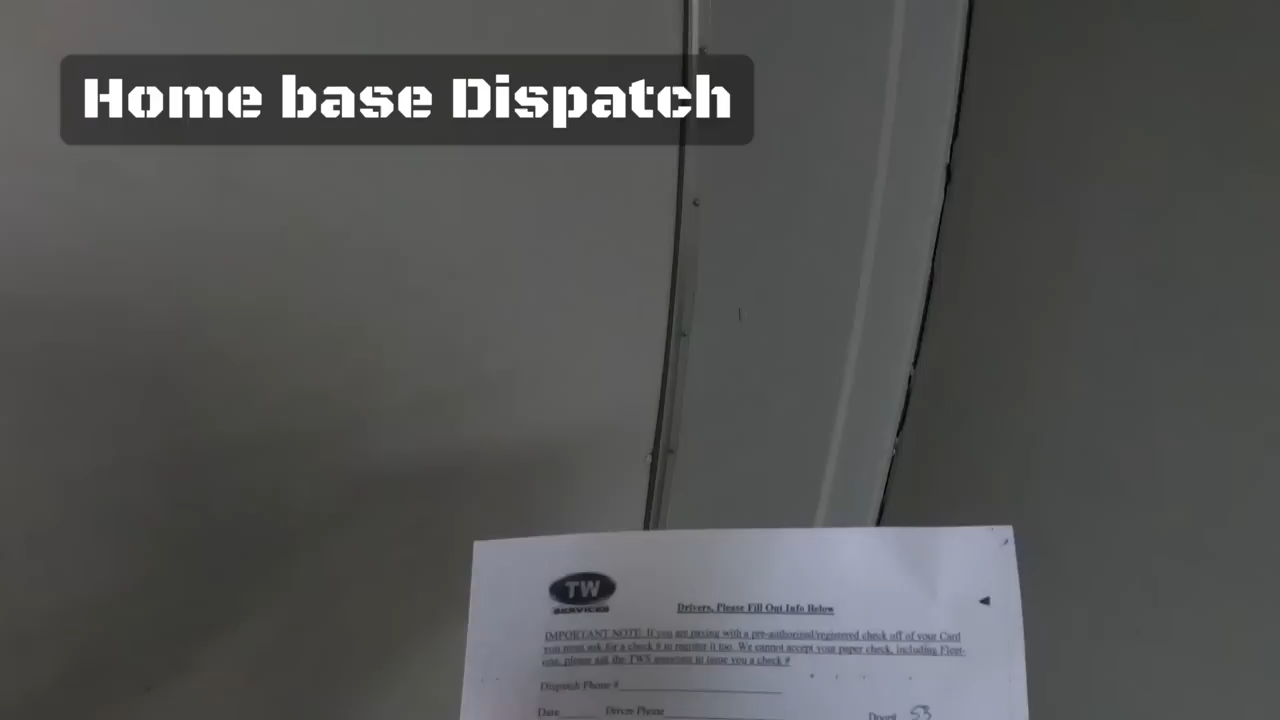 Home base Dispatch
TW
SERVICES
Drivers, Please Fill Out Info Below
IMPORTANT NOTE: If you are paying with a pre-authorized/registered check off of your Card
you must ask for a check # to register it too. We cannot accept your paper check, including Fleet-
one, please ask the TWS associate to issue you a check #
Dispatch Phone #
Date Driver Phone Door# 53